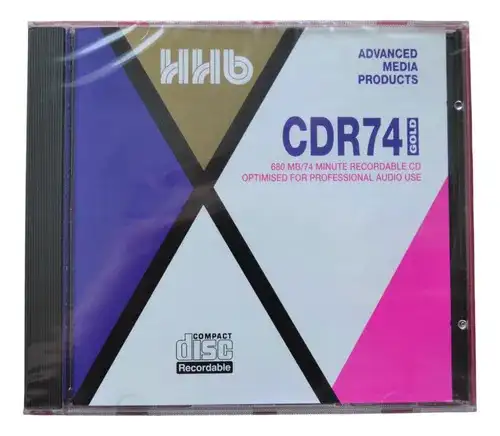 HHb
ADVANCED
MEDIA
PRODUCTS
CDR74 GOLD
680 MB/74 MINUTE RECORDABLE CD
OPTIMISED FOR PROFESSIONAL AUDIO USE
COMPACT
disc
Recordable